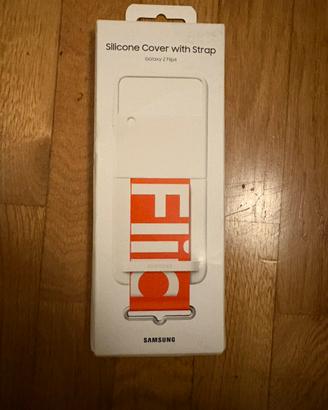 Silicone Cover with Strap
Galaxy Z Flip4
Flip
SAMSUNG